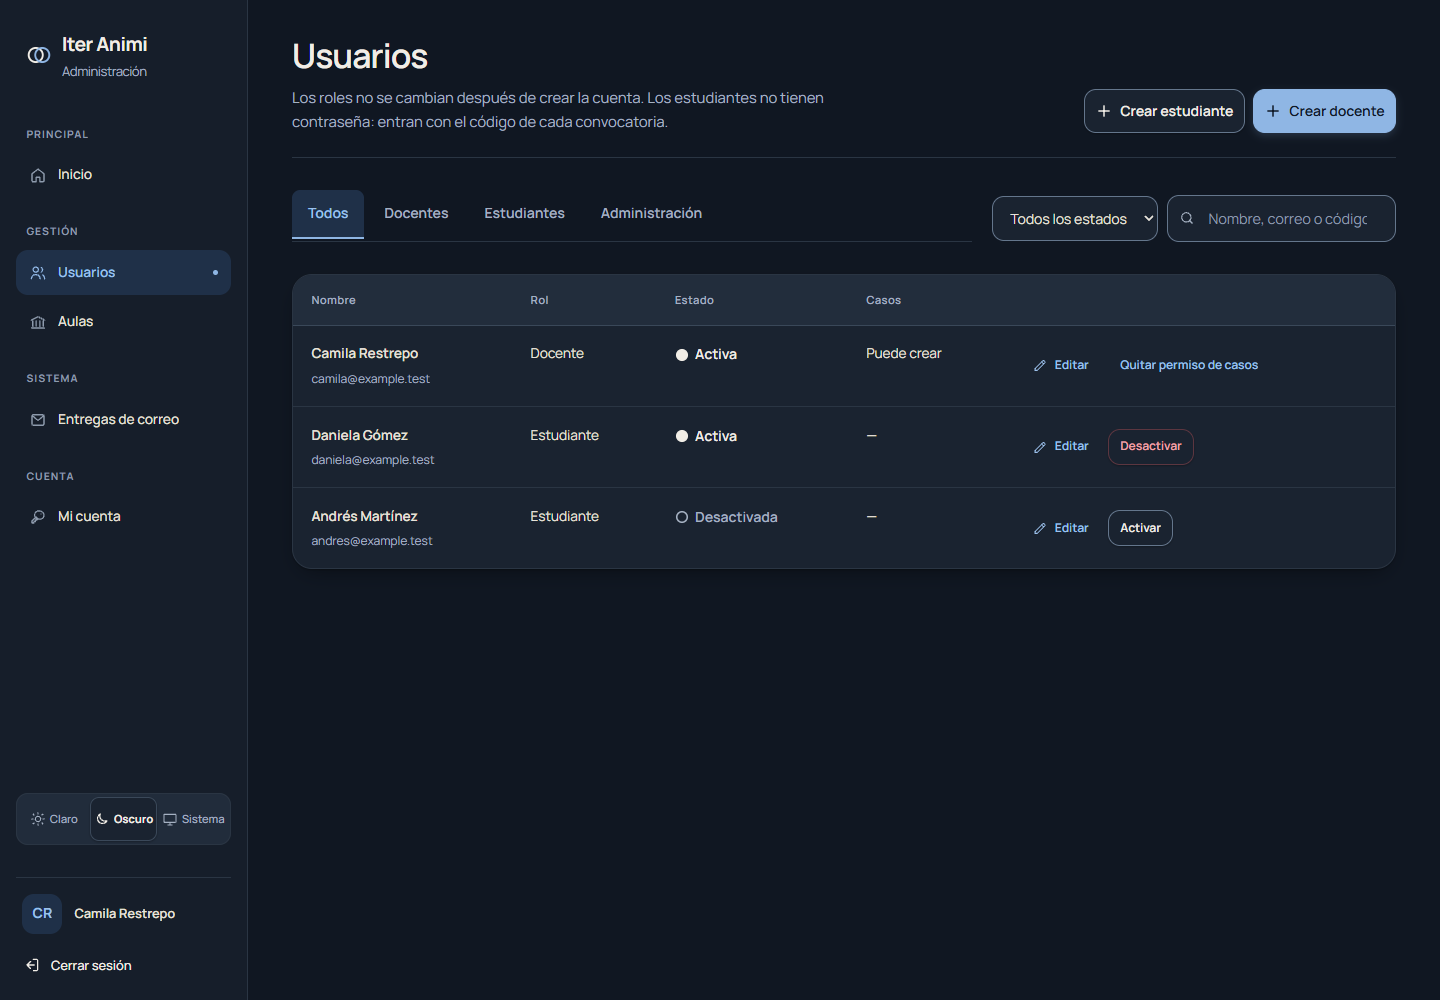 Iter Animi
Administración
PRINCIPAL
Inicio
GESTIÓN
Usuarios
Aulas
SISTEMA
Entregas de correo
CUENTA
Mi cuenta
Claro Oscuro Sistema
CR Camila Restrepo
Cerrar sesión
Usuarios
Los roles no se cambian después de crear la cuenta. Los estudiantes no tienen
contraseña: entran con el código de cada convocatoria.
Crear estudiante Crear docente
Todos Docentes Estudiantes Administración Todos los estados Nombre, correo o código
Nombre Rol Estado Casos
Camila Restrepo Docente Activa Puede crear Editar Quitar permiso de casos
camila@example.test
Daniela Gómez Estudiante Activa — Editar Desactivar
daniela@example.test
Andrés Martínez Estudiante Desactivada — Editar Activar
andres@example.test